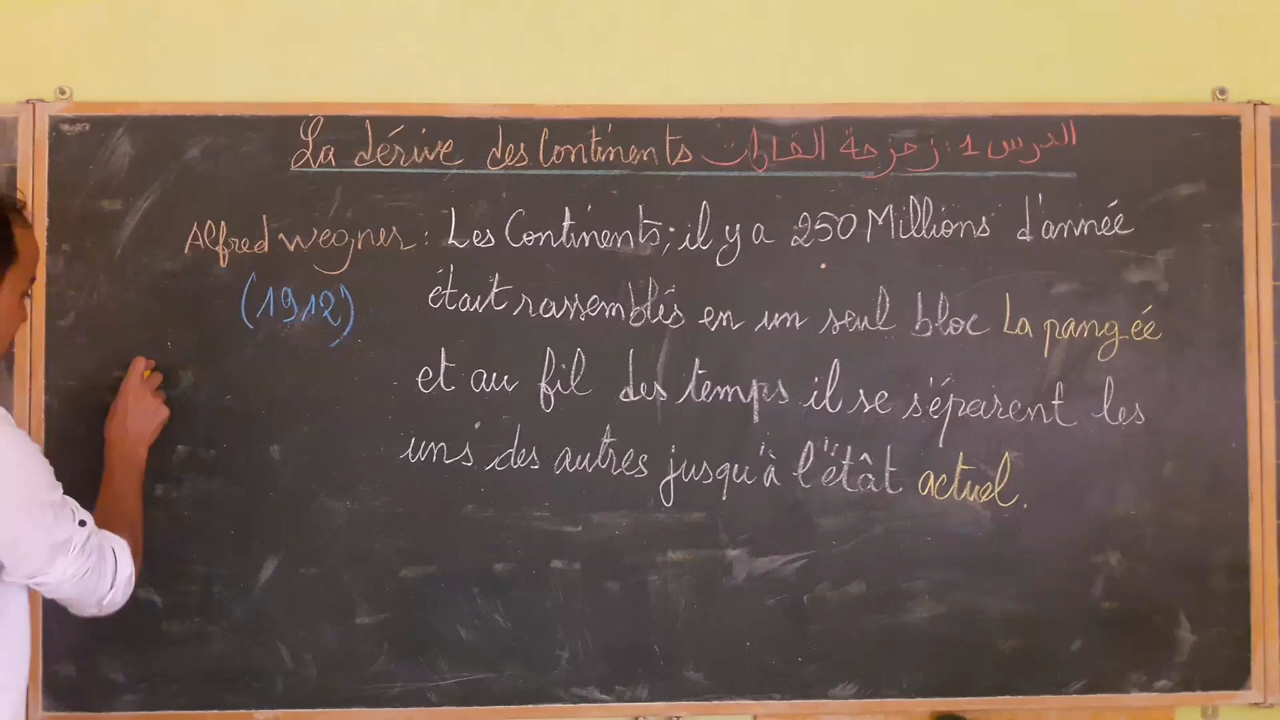 La dérive des Continents الدرس 1: زحزحة القارات
Alfred Wegner: Les Continents; il y a 250 Millions d'année
(1912) était rassemblés en un seul bloc La pangée
et au fil des temps il se séparent les
uns des autres jusqu'à l'étât actuel.